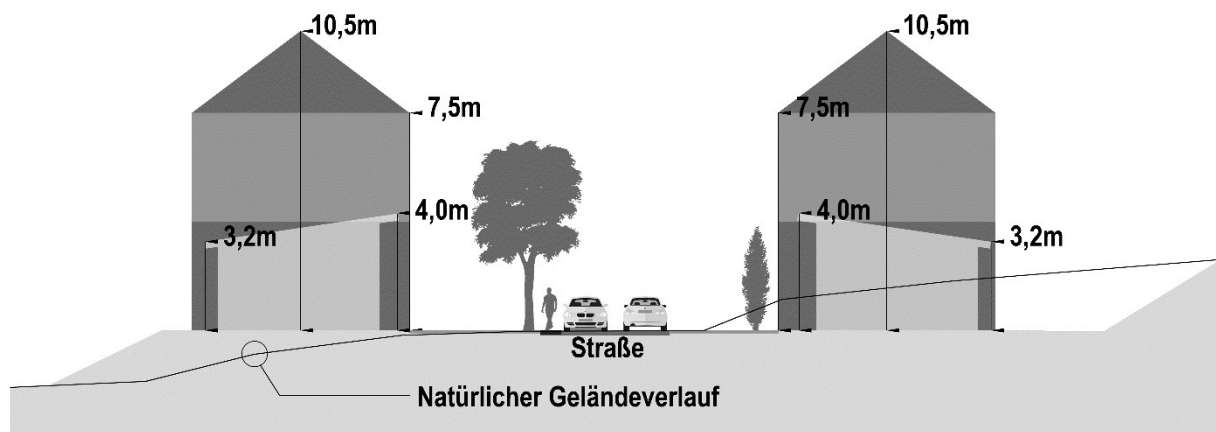 10,5m
10,5m
7,5m
7,5m
4,0m
4,0m
3,2m
3,2m
Straße
Natürlicher Geländeverlauf